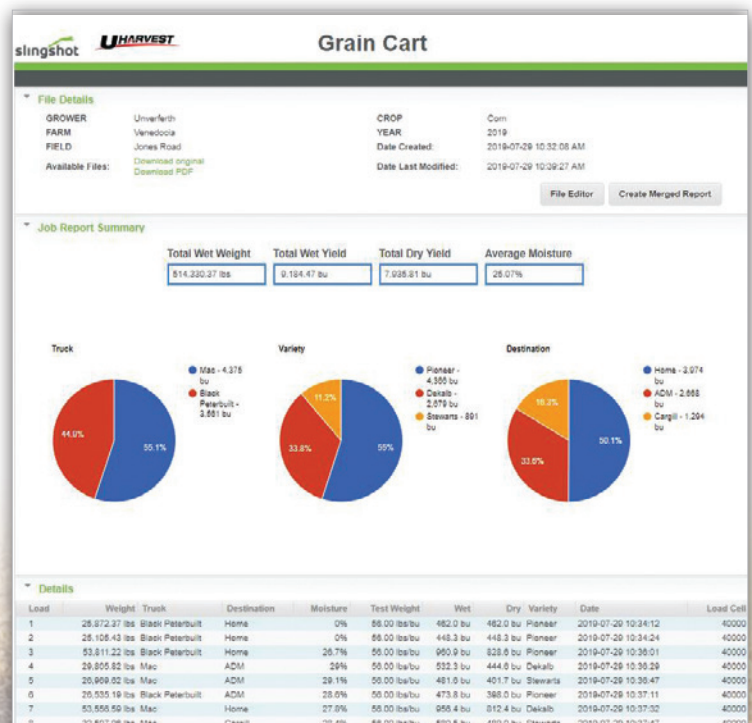 slingshot UHARVEST Grain Cart
File Details
GROWER Unverferth CROP Corn
FARM Venedocia YEAR 2019
FIELD Jones Road Date Created: 2019-07-29 10:32:08 AM
Available Files: Download original Date Last Modified: 2019-07-29 10:39:27 AM
Download PDF
File Editor Create Merged Report
Job Report Summary
Total Wet Weight Total Wet Yield Total Dry Yield Average Moisture
514,330.37 lbs 9,184.47 bu 7,935.81 bu
Truck Variety Destination
Mac - 4,375 bu
Black Peterbuilt - 3,561 bu
44.9% 55.1%
Pioneer - 4,366 bu
Dekalb - 2,679 bu
Stewarts - 891 bu
11.2% 33.8% 55%
Home - 3,974 bu
ADM - 2,668 bu
Cargill - 1,294 bu
16.3% 33.6% 50.1%
Details
Load Weight Truck Destination Moisture Test Weight Wet Dry Variety Date Load Cell
1 25,872.37 lbs Black Peterbuilt Home 0% 56.00 lbs/bu 462.0 bu 462.0 bu Pioneer 2019-07-29 10:34:12 40000
2 25,105.43 lbs Black Peterbuilt Home 0% 56.00 lbs/bu 448.3 bu 448.3 bu Pioneer 2019-07-29 10:34:24 40000
3 53,811.22 lbs Black Peterbuilt Home 26.7% 56.00 lbs/bu 960.9 bu 828.6 bu Pioneer 2019-07-29 10:36:01 40000
4 29,805.82 lbs Mac ADM 29% 56.00 lbs/bu 532.3 bu 444.6 bu Dekalb 2019-07-29 10:36:29 40000
5 26,969.62 lbs Mac ADM 29.1% 56.00 lbs/bu 481.6 bu 401.7 bu Stewarts 2019-07-29 10:36:47 40000
6 26,535.19 lbs Black Peterbuilt ADM 28.6% 56.00 lbs/bu 473.8 bu 398.0 bu Pioneer 2019-07-29 10:37:11 40000
7 53,556.59 lbs Mac Home 27.8% 56.00 lbs/bu 956.4 bu 812.4 bu Dekalb 2019-07-29 10:37:32 40000